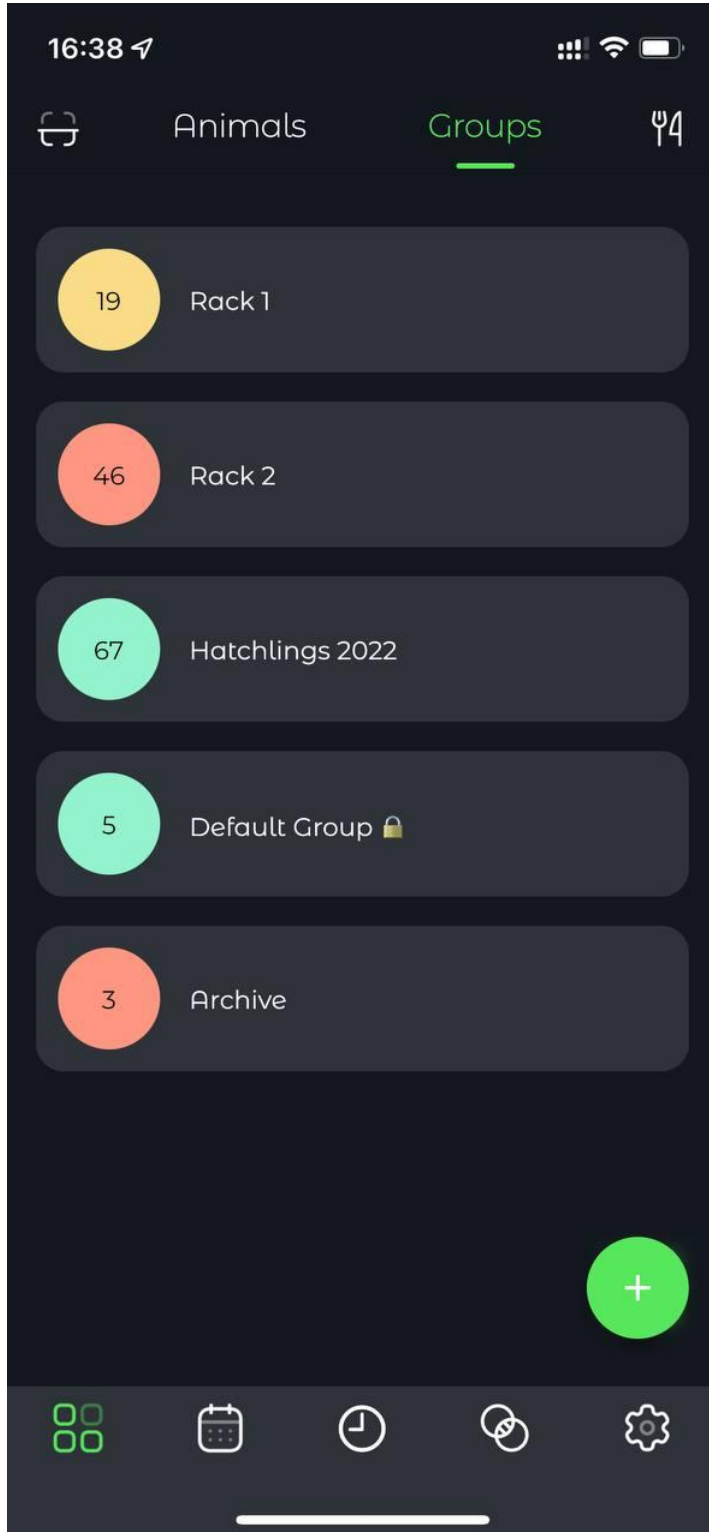 16:38
Animals
Groups
19
Rack 1
46
Rack 2
67
Hatchlings 2022
5
Default Group 🔒
3
Archive
+